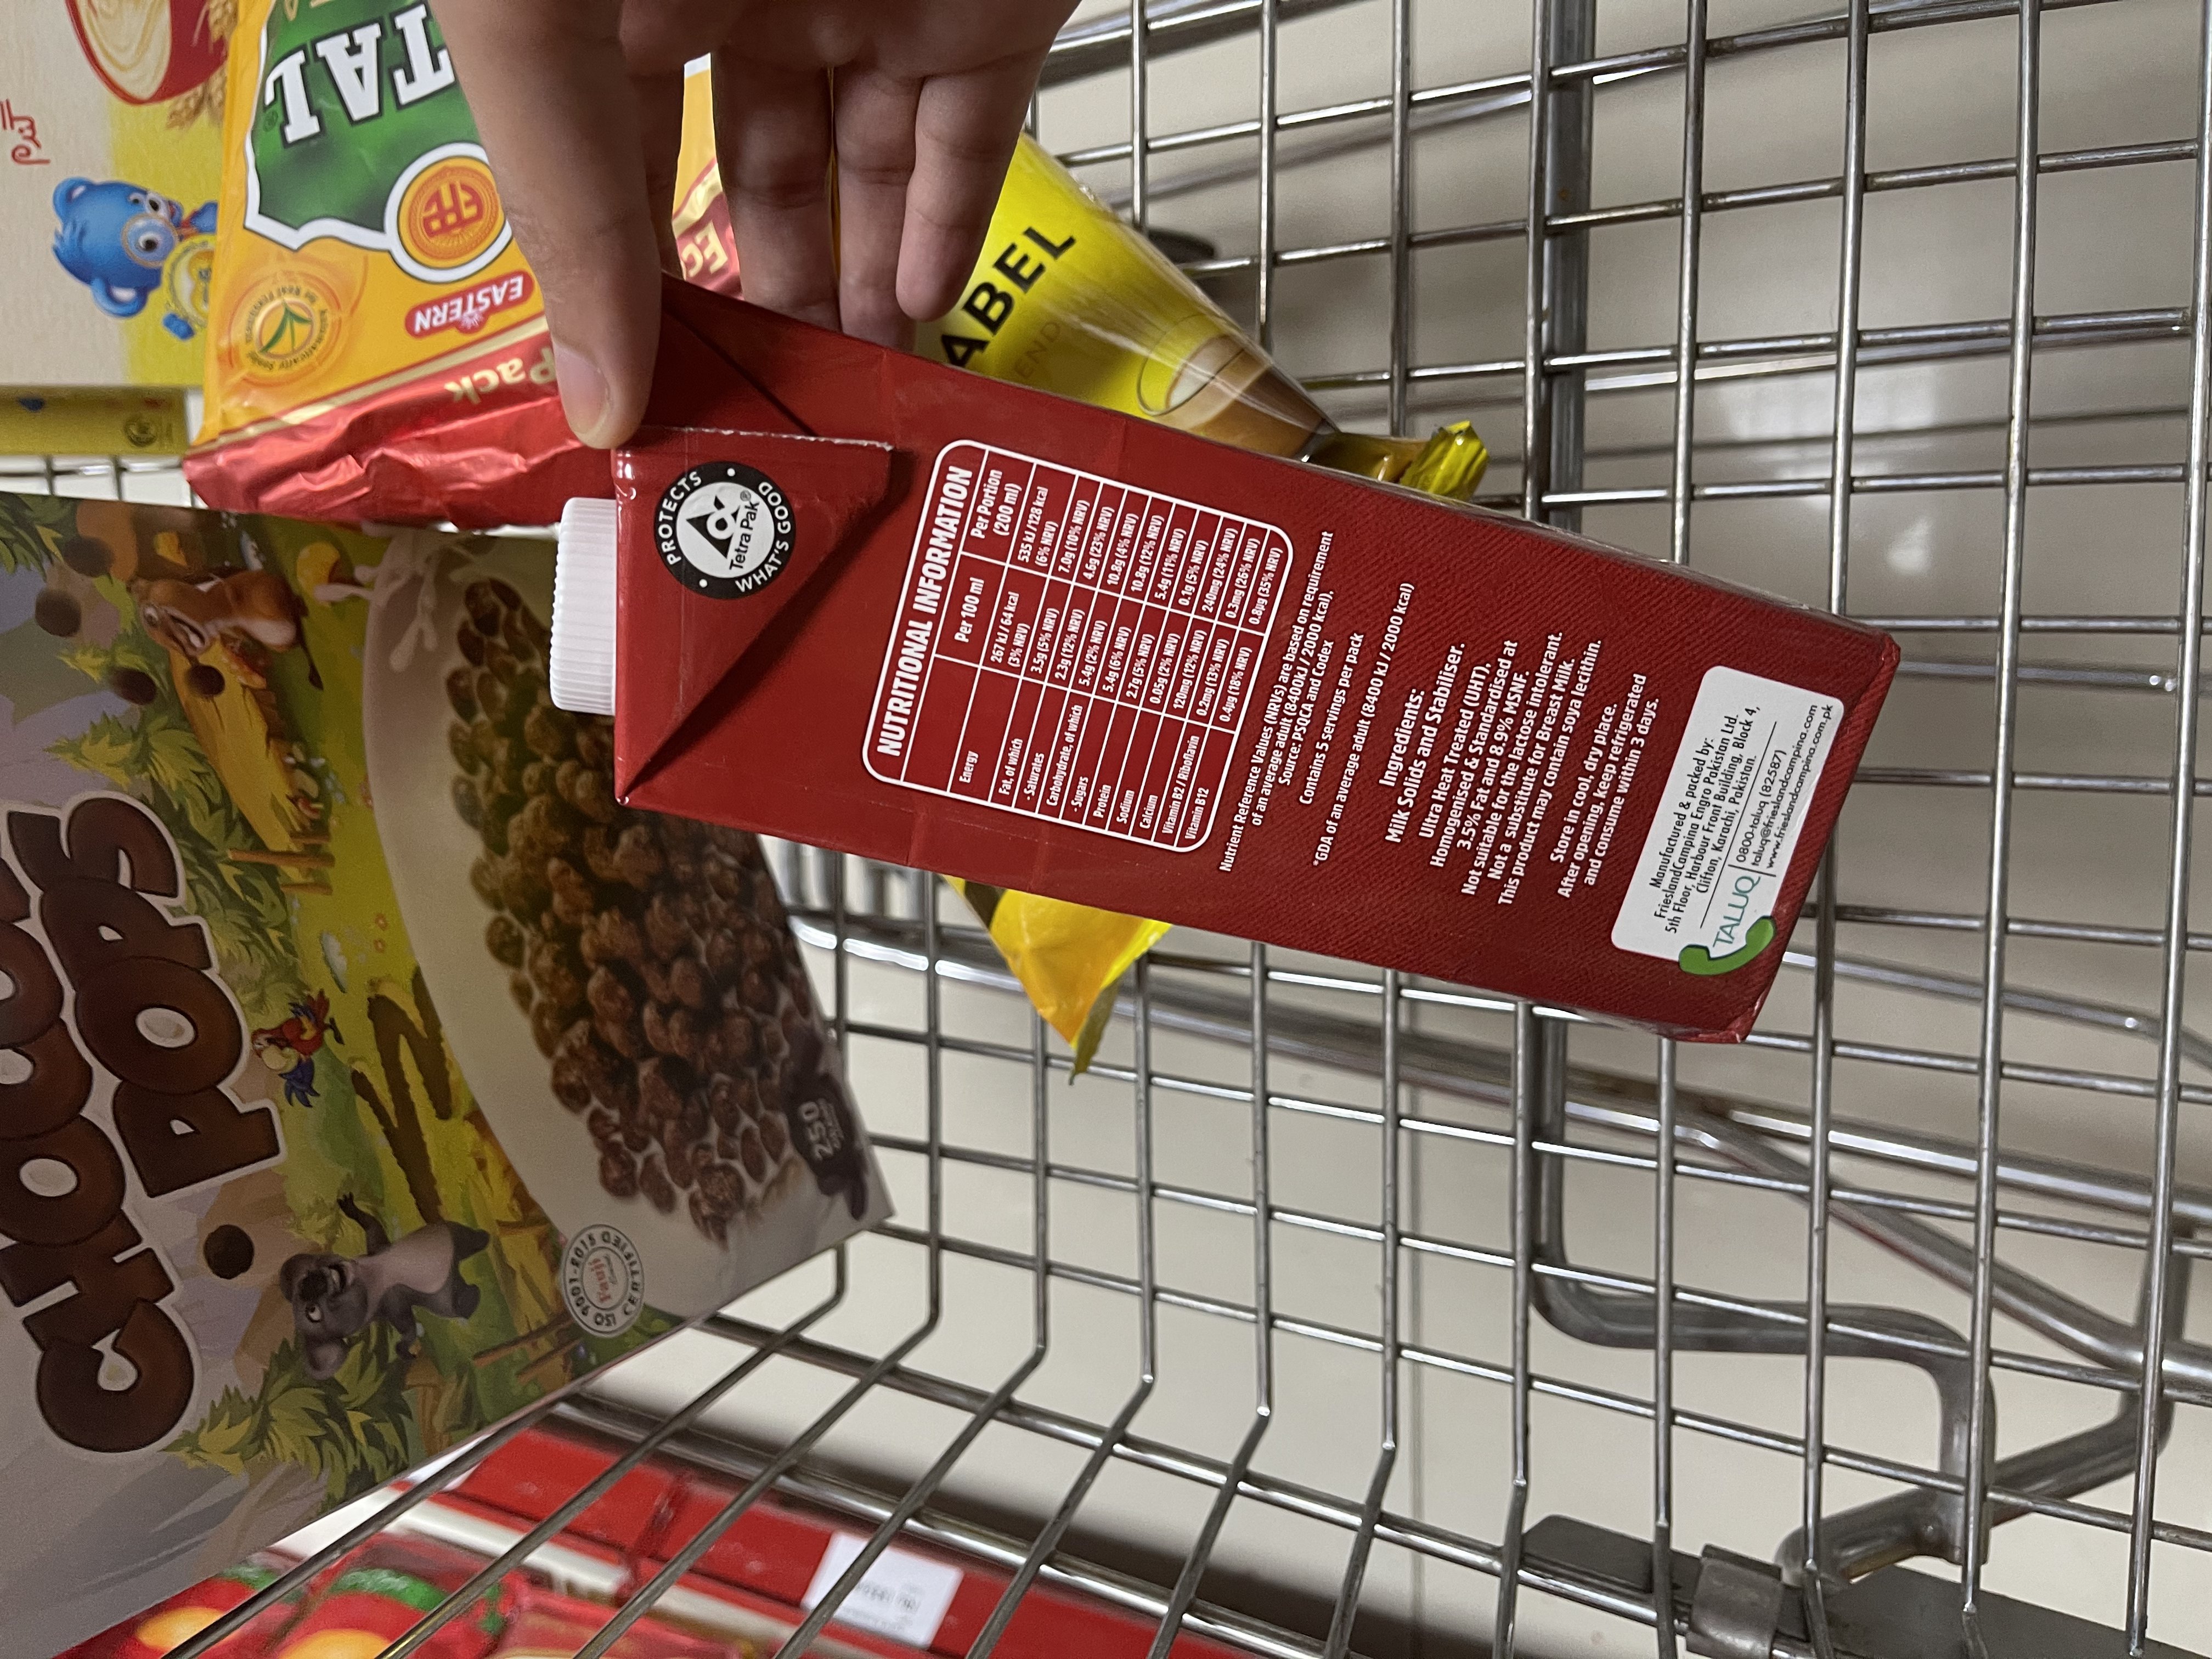 CHOCO
POPS
ISO 9001-2015
Fauji
Cereal
CERTIFIED
250
گندم
TAL
EASTERN
Pack
EC
ABEL
END
PROTECTS
Tetra Pak®
WHAT'S GOOD
NUTRITIONAL INFORMATION
Per 100 ml Per Portion (200 ml)
Energy 267 kJ / 64 kcal (3% NRV) 535 kJ / 128 kcal (6% NRV)
Fat, of which 3.5g (5% NRV) 7.0g (10% NRV)
- Saturates 2.3g (12% NRV) 4.6g (23% NRV)
Carbohydrate, of which 5.4g (2% NRV) 10.8g (4% NRV)
- Sugars 5.4g (6% NRV) 10.8g (12% NRV)
Protein 2.7g (5% NRV) 5.4g (11% NRV)
Sodium 0.05g (2% NRV) 0.1g (5% NRV)
Calcium 120mg (12% NRV) 240mg (24% NRV)
Vitamin B2 / Riboflavin 0.2mg (13% NRV) 0.3mg (26% NRV)
Vitamin B12 0.4µg (18% NRV) 0.8µg (35% NRV)
Nutrient Reference Values (NRVs) are based on requirement
of an average adult (8400kJ / 2000 kcal),
Source: PSQCA and Codex
Contains 5 servings per pack
*GDA of an average adult (8400 kJ / 2000 kcal)
Ingredients:
Milk Solids and Stabiliser.
Ultra Heat Treated (UHT),
Homogenised & Standardised at
3.5% Fat and 8.9% MSNF.
Not suitable for the lactose intolerant.
Not a substitute for Breast Milk.
This product may contain soya lecithin.
Store in cool, dry place.
After opening, keep refrigerated
and consume within 3 days.
Manufactured & packed by:
FrieslandCampina Engro Pakistan Ltd.
5th Floor, Harbour Front Building, Block 4,
Clifton, Karachi, Pakistan.
TALUQ
0800-taluq (82587)
taluq@frieslandcampina.com
www.frieslandcampina.com.pk